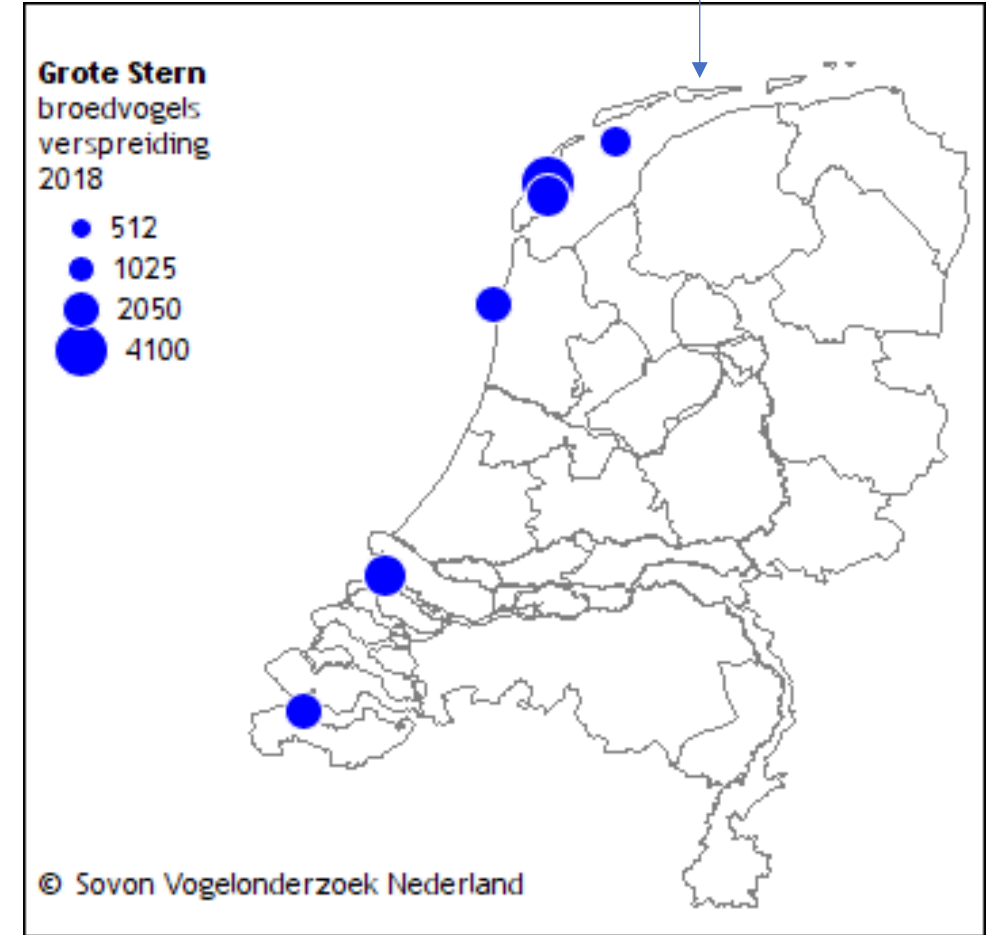 Grote Stern
broedvogels
verspreiding
2018
512
1025
2050
4100
© Sovon Vogelonderzoek Nederland